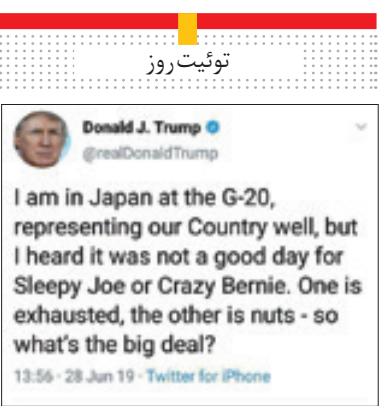 توئیت‌روز
Donald J. Trump
@realDonaldTrump
I am in Japan at the G-20,
representing our Country well, but
I heard it was not a good day for
Sleepy Joe or Crazy Bernie. One is
exhausted, the other is nuts - so
what's the big deal?
13:56 - 28 Jun 19 - Twitter for iPhone